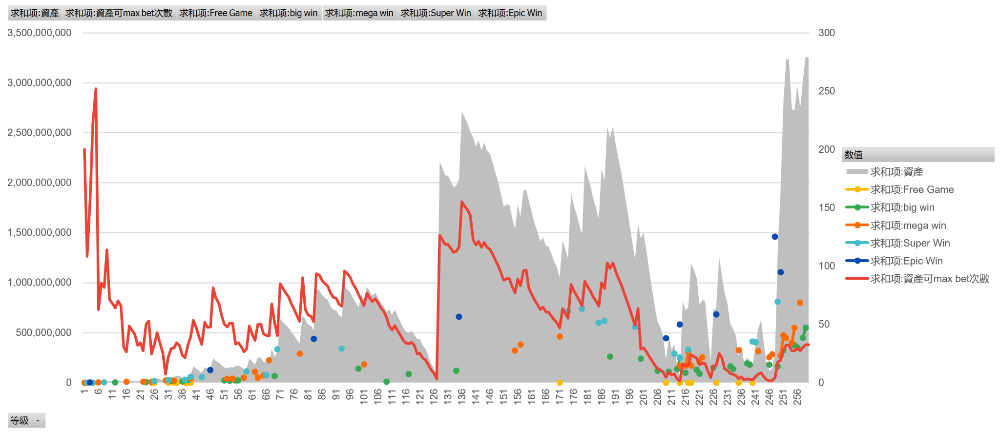 求和项:資產 求和项:資產可max bet次數 求和项:Free Game 求和项:big win 求和项:mega win 求和项:Super Win 求和项:Epic Win
3,500,000,000 300
3,000,000,000 250
2,500,000,000 200
2,000,000,000 150
1,500,000,000 100
1,000,000,000 50
500,000,000 0
0
数值
求和项:資產
求和项:Free Game
求和项:big win
求和项:mega win
求和项:Super Win
求和项:Epic Win
求和项:資產可max bet次數
1 6 11 16 21 26 31 36 41 46 51 56 61 66 71 76 81 86 91 96 101 106 111 116 121 126 131 136 141 146 151 156 161 166 171 176 181 186 191 196 201 206 211 216 221 226 231 236 241 246 251 256
等級